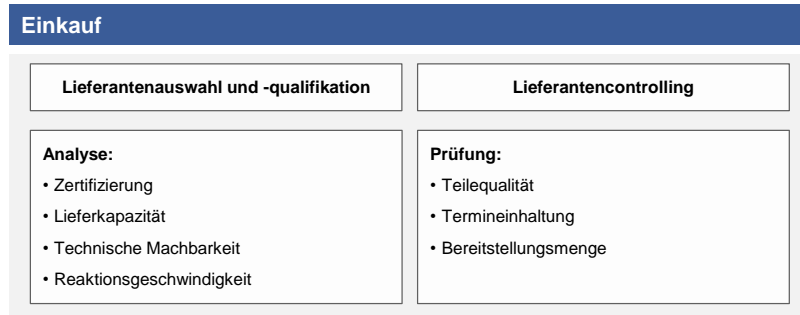 Einkauf
Lieferantenauswahl und -qualifikation
Lieferantencontrolling
Analyse:
• Zertifizierung
• Lieferkapazität
• Technische Machbarkeit
• Reaktionsgeschwindigkeit
Prüfung:
• Teilequalität
• Termineinhaltung
• Bereitstellungsmenge